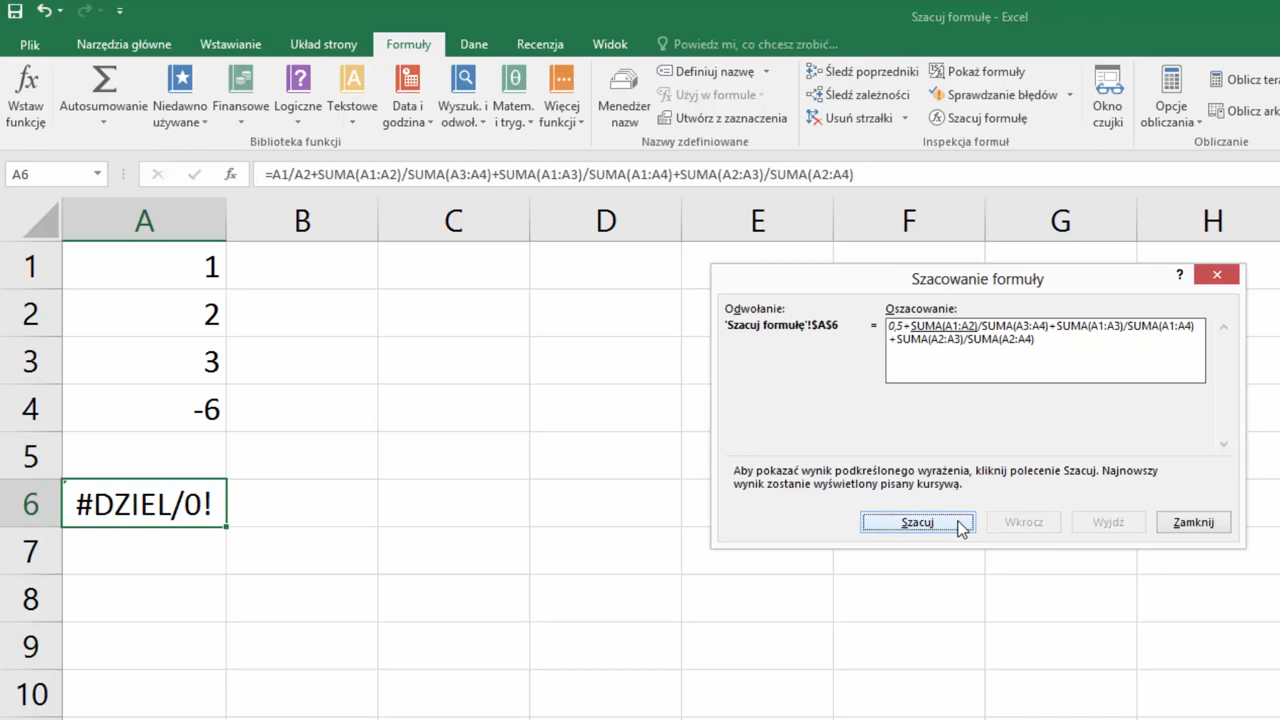 Szacuj formułę - Excel
Plik Narzędzia główne Wstawianie Układ strony Formuły Dane Recenzja Widok Powiedz mi, co chcesz zrobić...
Wstaw funkcję
Autosumowanie
Niedawno używane
Finansowe
Logiczne
Tekstowe
Data i godzina
Wyszuk. i odwoł.
Matem. i tryg.
Więcej funkcji
Biblioteka funkcji
Menedżer nazw
Definiuj nazwę
Użyj w formule
Utwórz z zaznaczenia
Nazwy zdefiniowane
Śledź poprzedniki
Śledź zależności
Usuń strzałki
Pokaż formuły
Sprawdzanie błędów
Szacuj formułę
Inspekcja formuł
Okno czujki
Opcje obliczania
Oblicz tera
Oblicz ark
Obliczanie
A6 fx =A1/A2+SUMA(A1:A2)/SUMA(A3:A4)+SUMA(A1:A3)/SUMA(A1:A4)+SUMA(A2:A3)/SUMA(A2:A4)
A B C D E F G H
1 1
2 2
3 3
4 -6
5
6 #DZIEL/0!
7
8
9
10
Szacowanie formuły ?
Odwołanie:
'Szacuj formułę'!$A$6
Oszacowanie:
= 0,5+SUMA(A1:A2)/SUMA(A3:A4)+SUMA(A1:A3)/SUMA(A1:A4)
+SUMA(A2:A3)/SUMA(A2:A4)
Aby pokazać wynik podkreślonego wyrażenia, kliknij polecenie Szacuj. Najnowszy
wynik zostanie wyświetlony pisany kursywą.
Szacuj Wkrocz Wyjdź Zamknij